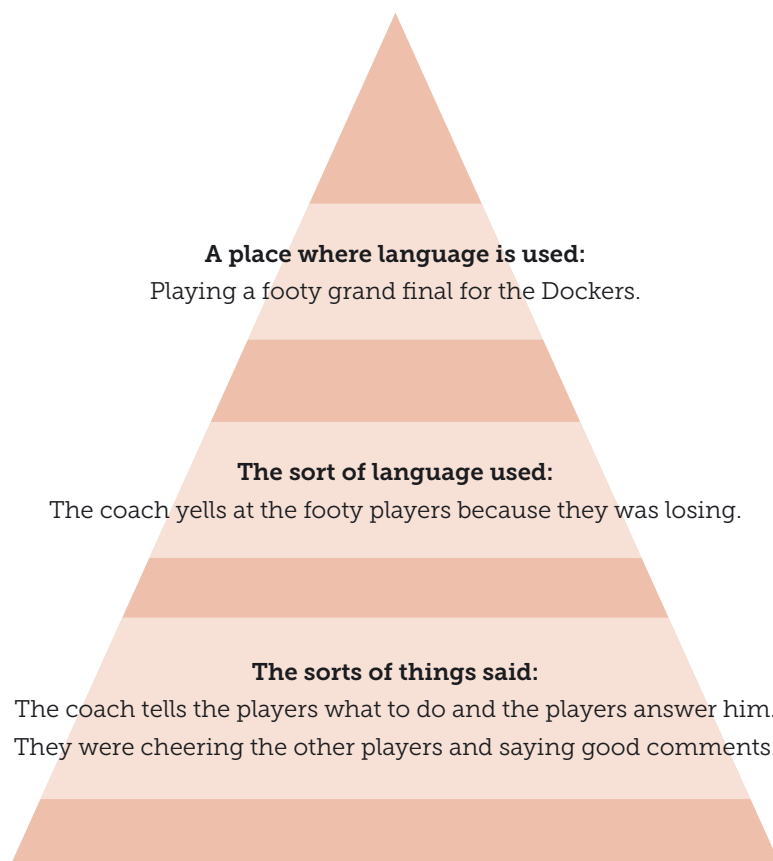 A place where language is used:
Playing a footy grand final for the Dockers.
The sort of language used:
The coach yells at the footy players because they was losing.
The sorts of things said:
The coach tells the players what to do and the players answer him.
They were cheering the other players and saying good comments.